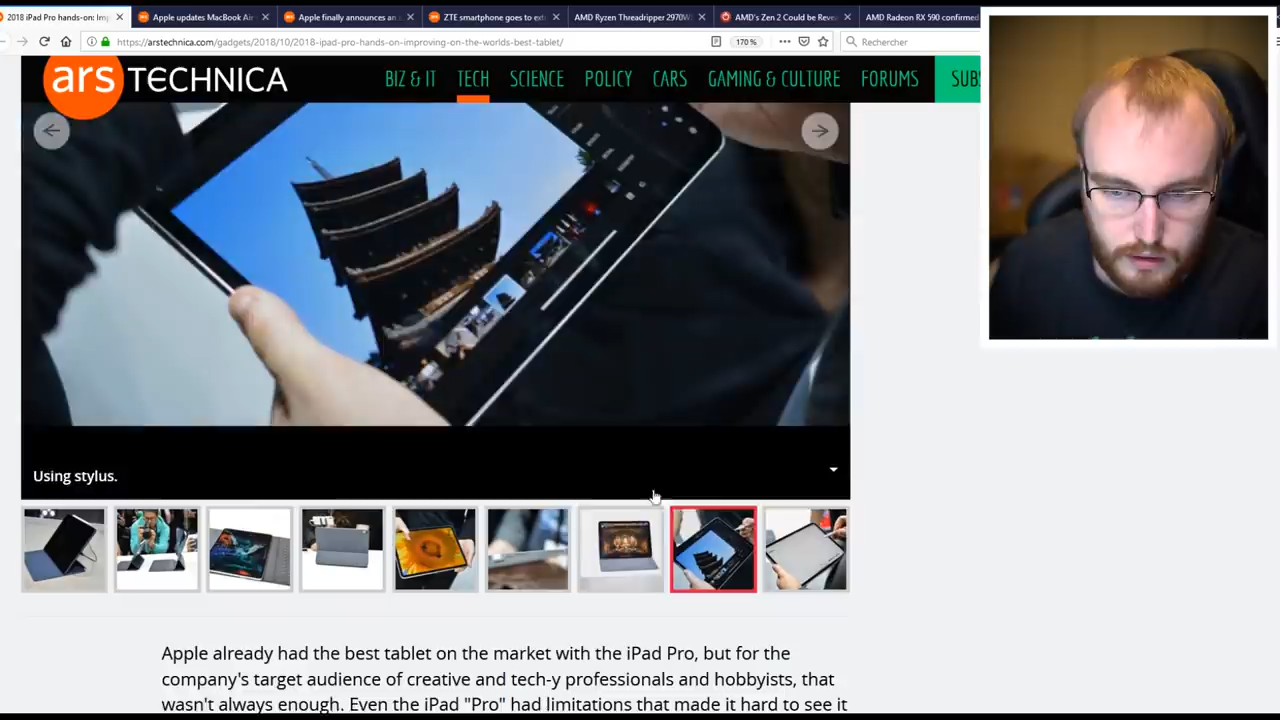 2018 iPad Pro hands-on: Imp
Apple updates MacBook Air
Apple finally announces an
ZTE smartphone goes to ex
AMD Ryzen Threadripper 2970W
AMD's Zen 2 Could be Reve
AMD Radeon RX 590 confirmed
https://arstechnica.com/gadgets/2018/10/2018-ipad-pro-hands-on-improving-on-the-worlds-best-tablet/
170 %
Rechercher
ars TECHNICA
BIZ & IT
TECH
SCIENCE
POLICY
CARS
GAMING & CULTURE
FORUMS
SUBS
Using stylus.
Apple already had the best tablet on the market with the iPad Pro, but for the
company's target audience of creative and tech-y professionals and hobbyists, that
wasn't always enough. Even the iPad "Pro" had limitations that made it hard to see it